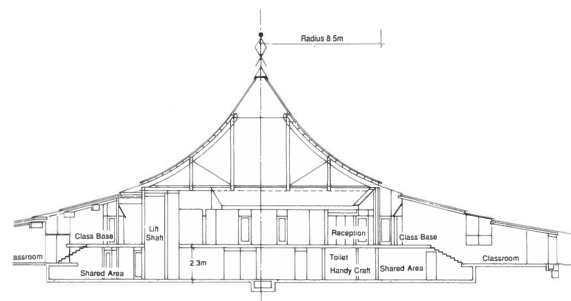 Radius 8.5m
Lift
Shaft
Class Base
Reception
Class Base
assroom
2.3m
Toilet
Classroom
Shared Area
Handy Craft
Shared Area